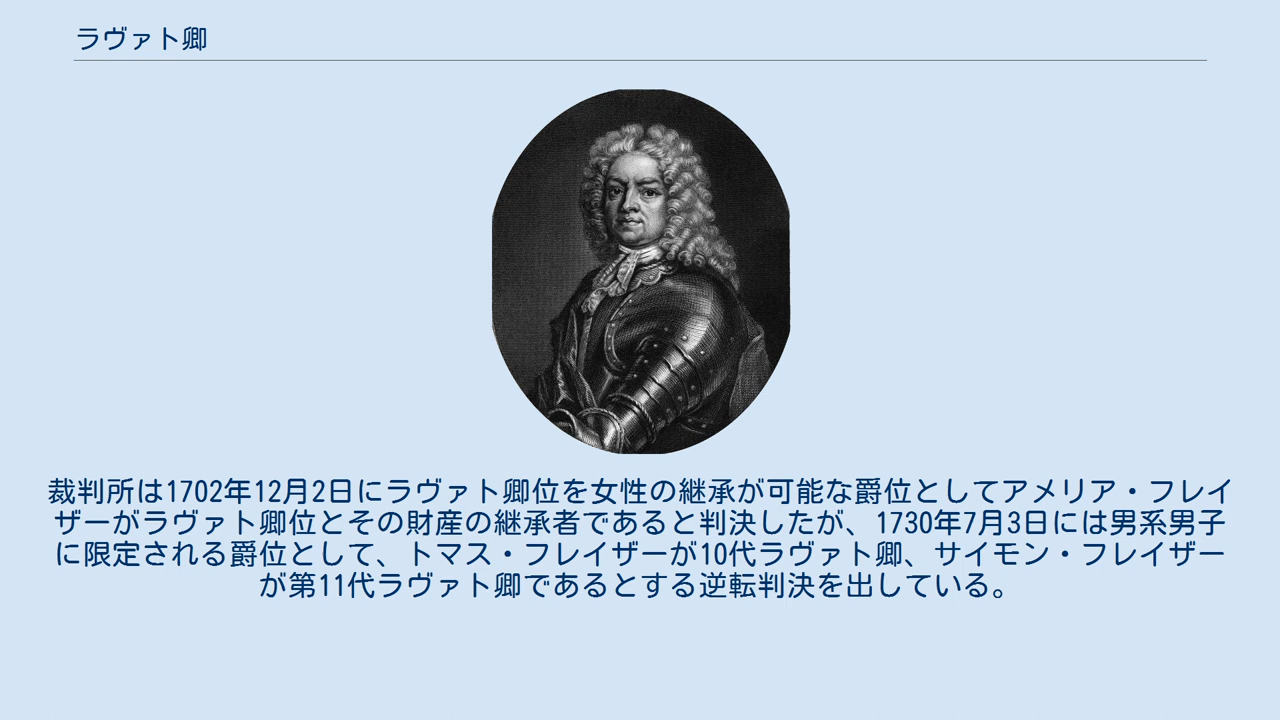 ラヴァト卿
裁判所は1702年12月2日にラヴァト卿位を女性の継承が可能な爵位としてアメリア・フレイ
ザーがラヴァト卿位とその財産の継承者であると判決したが、1730年7月3日には男系男子
に限定される爵位として、トマス・フレイザーが10代ラヴァト卿、サイモン・フレイザー
が第11代ラヴァト卿であるとする逆転判決を出している。